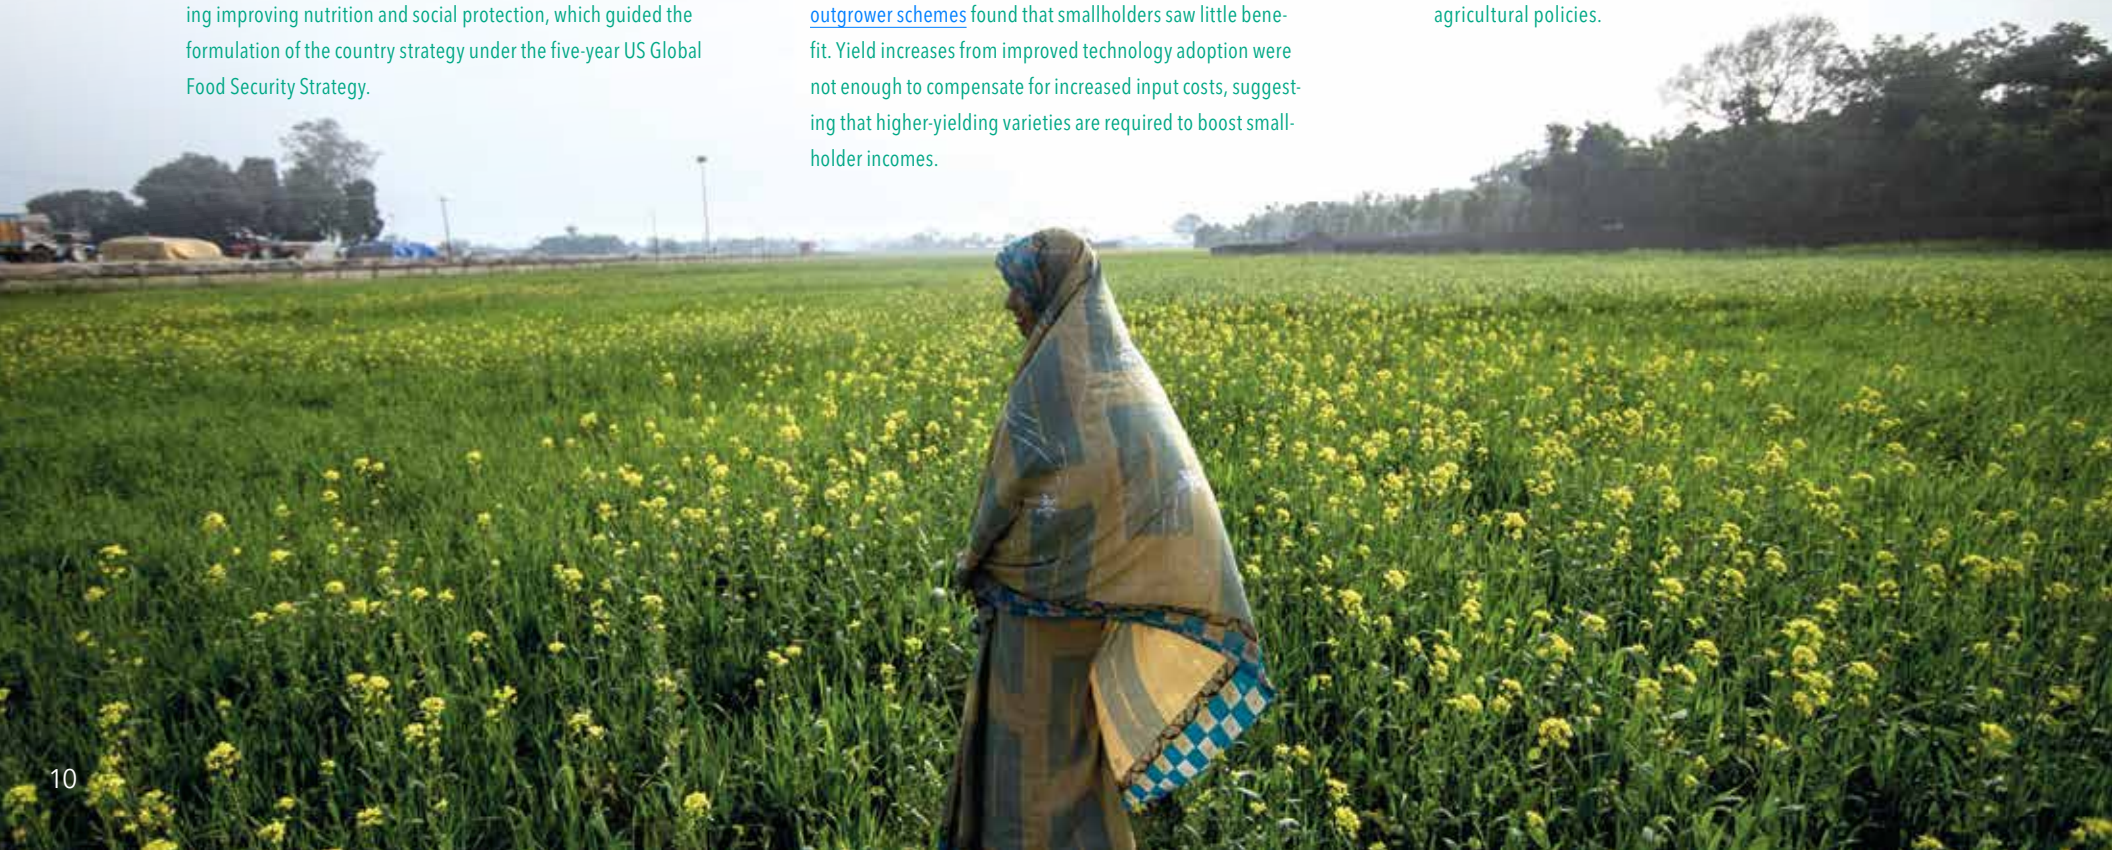 ing improving nutrition and social protection, which guided the
formulation of the country strategy under the five-year US Global
Food Security Strategy.
outgrower schemes found that smallholders saw little bene-
fit. Yield increases from improved technology adoption were
not enough to compensate for increased input costs, suggest-
ing that higher-yielding varieties are required to boost small-
holder incomes.
agricultural policies.
10